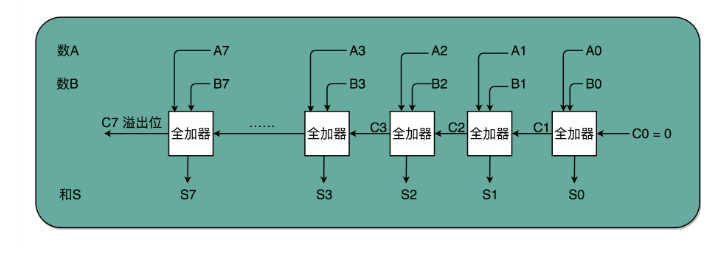 数A A7 A3 A2 A1 A0
数B B7 B3 B2 B1 B0
C7 溢出位 全加器 …… 全加器 C3 全加器 C2 全加器 C1 全加器 C0 = 0
和S S7 S3 S2 S1 S0